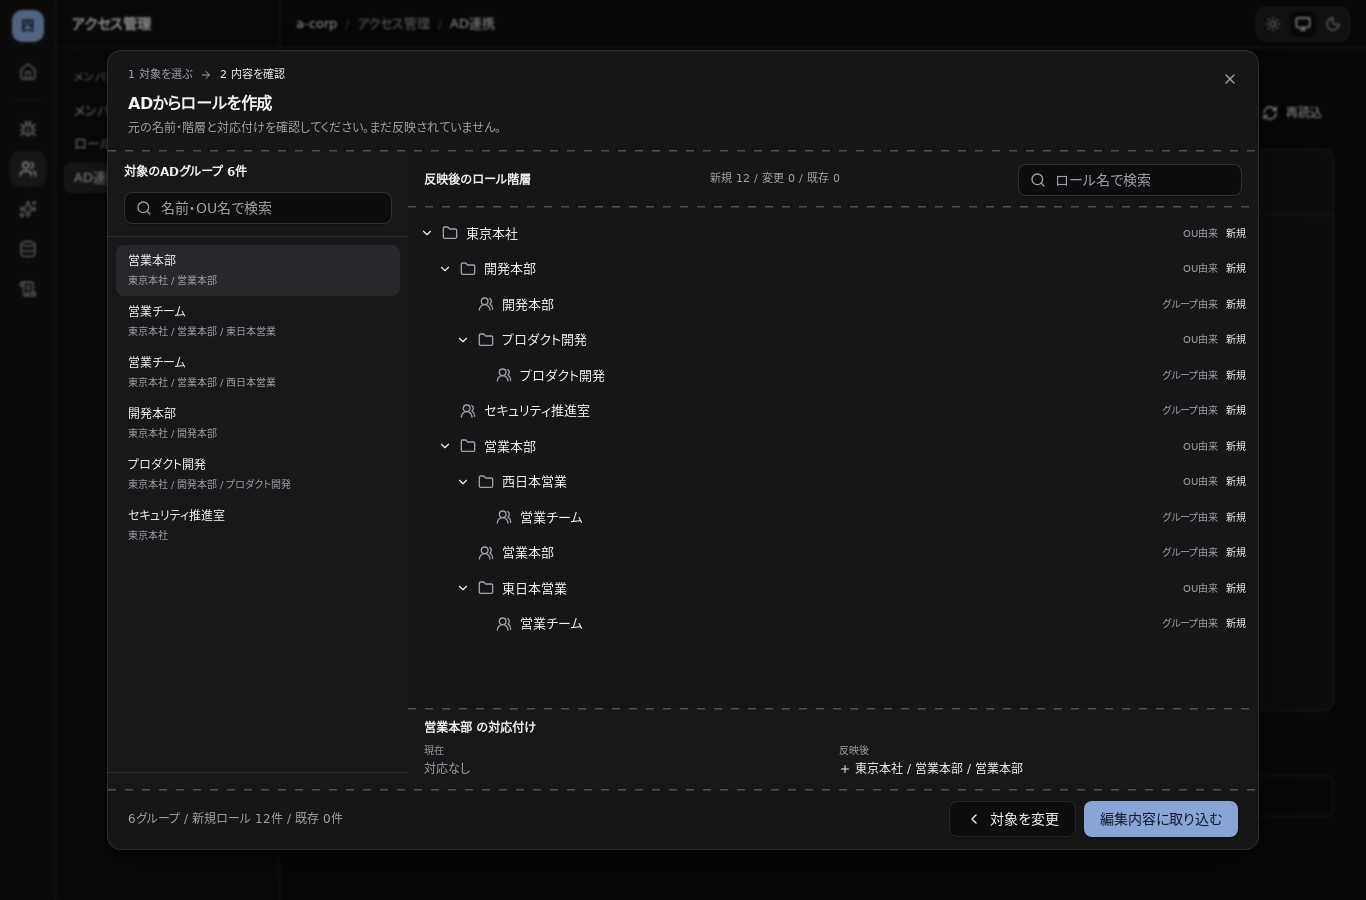 四
アクセス管理
a-corp / アクセス管理 / AD連携
再読込
1 対象を選ぶ → 2 内容を確認
ADからロールを作成
元の名前・階層と対応付けを確認してください。まだ反映されていません。
対象のADグループ 6件
名前・OU名で検索
営業本部
東京本社 / 営業本部
営業チーム
東京本社 / 営業本部 / 東日本営業
営業チーム
東京本社 / 営業本部 / 西日本営業
開発本部
東京本社 / 開発本部
プロダクト開発
東京本社 / 開発本部 / プロダクト開発
セキュリティ推進室
東京本社
反映後のロール階層
新規 12 / 変更 0 / 既存 0
ロール名で検索
東京本社 OU由来 新規
開発本部 OU由来 新規
開発本部 グループ由来 新規
プロダクト開発 OU由来 新規
プロダクト開発 グループ由来 新規
セキュリティ推進室 グループ由来 新規
営業本部 OU由来 新規
西日本営業 OU由来 新規
営業チーム グループ由来 新規
営業本部 グループ由来 新規
東日本営業 OU由来 新規
営業チーム グループ由来 新規
営業本部 の対応付け
現在
対応なし
反映後
+ 東京本社 / 営業本部 / 営業本部
6グループ / 新規ロール 12件 / 既存 0件
対象を変更
編集内容に取り込む